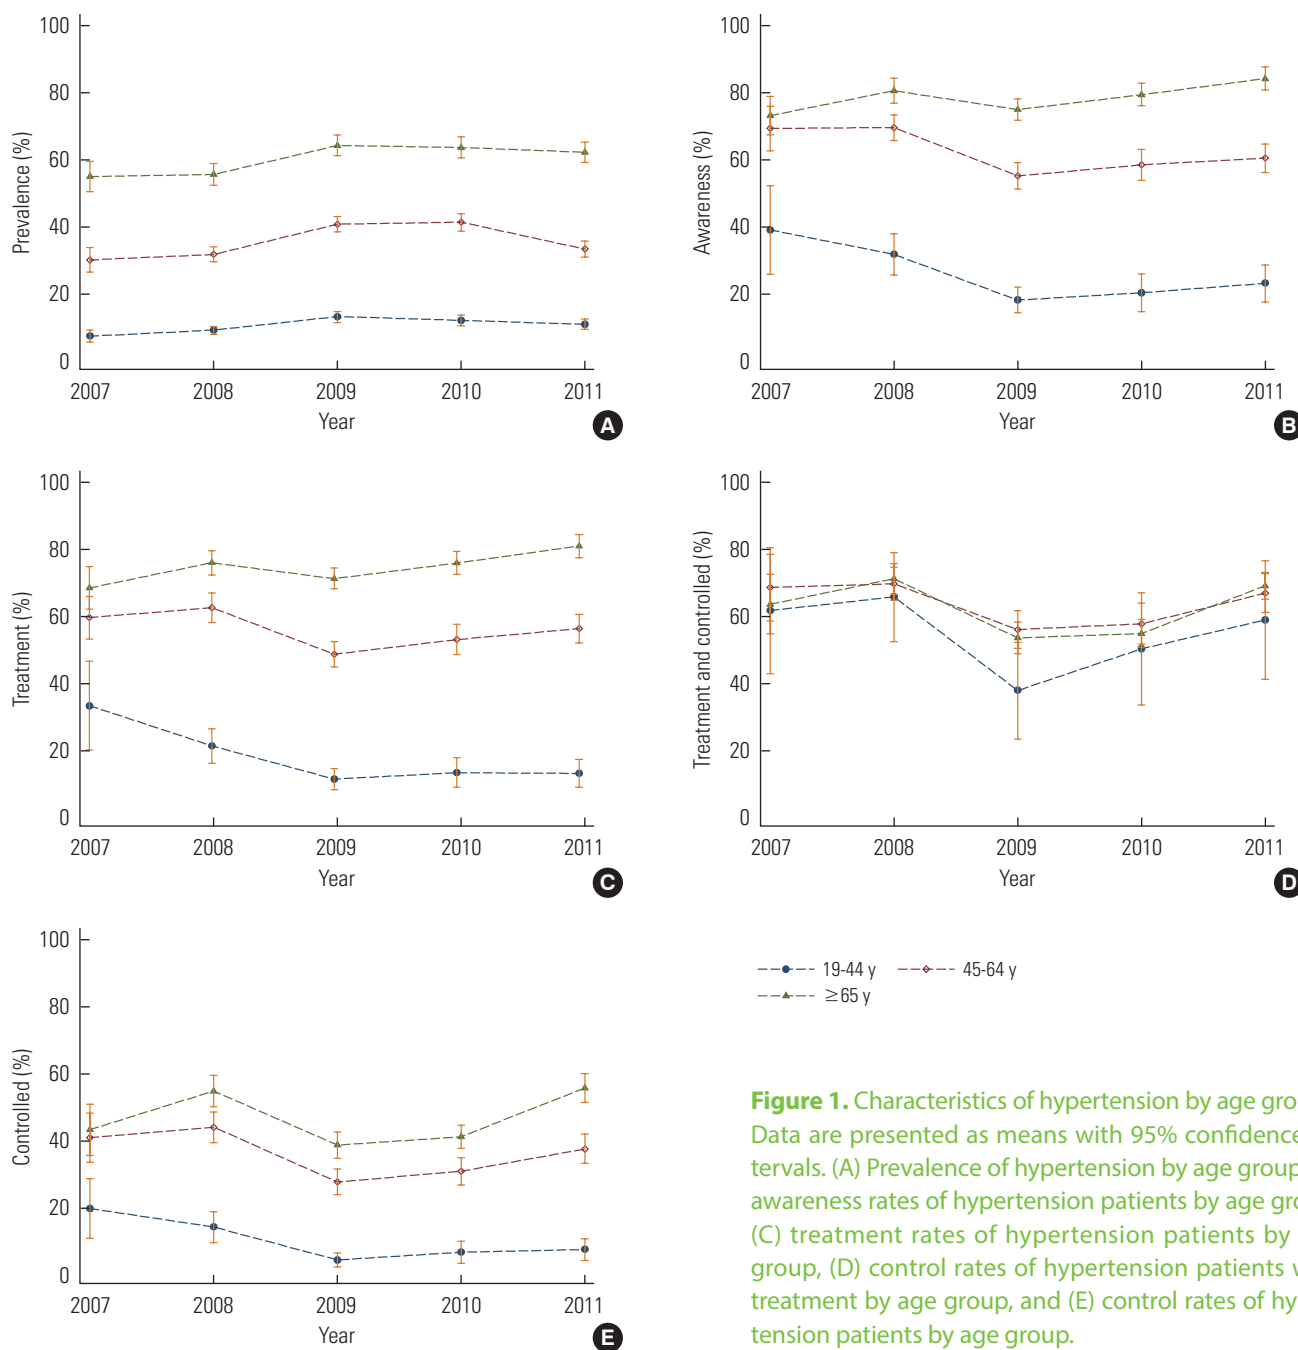 100
80
60
40
20
0
Prevalence (%)
2007 2008 2009 2010 2011
Year
A
100
80
60
40
20
0
Awareness (%)
2007 2008 2009 2010 2011
Year
B
100
80
60
40
20
0
Treatment (%)
2007 2008 2009 2010 2011
Year
C
100
80
60
40
20
0
Treatment and controlled (%)
2007 2008 2009 2010 2011
Year
D
100
80
60
40
20
0
Controlled (%)
2007 2008 2009 2010 2011
Year
E
19-44 y 45-64 y
≥65 y
Figure 1. Characteristics of hypertension by age gro
Data are presented as means with 95% confidence
tervals. (A) Prevalence of hypertension by age group
awareness rates of hypertension patients by age gro
(C) treatment rates of hypertension patients by
group, (D) control rates of hypertension patients w
treatment by age group, and (E) control rates of hy
tension patients by age group.